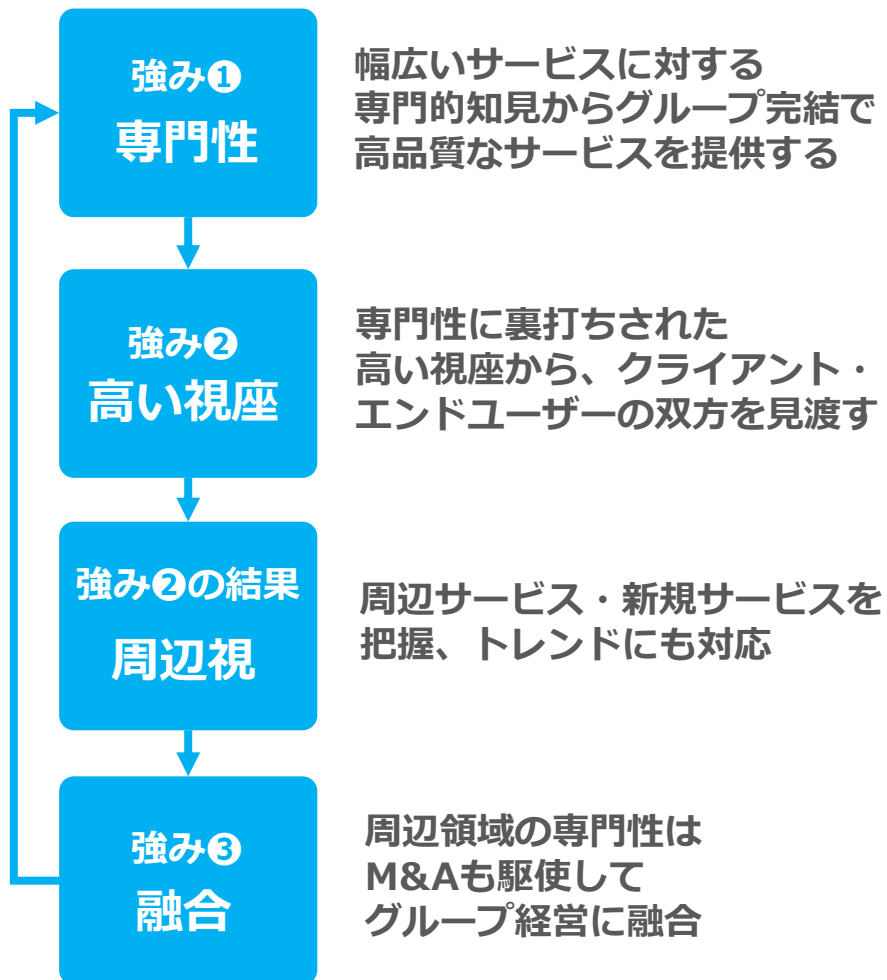 強み❶
専門性
幅広いサービスに対する
専門的知見からグループ完結で
高品質なサービスを提供する
強み❷
高い視座
専門性に裏打ちされた
高い視座から、クライアント・
エンドユーザーの双方を見渡す
強み❷の結果
周辺視
周辺サービス・新規サービスを
把握、トレンドにも対応
強み❸
融合
周辺領域の専門性は
M&Aも駆使して
グループ経営に融合